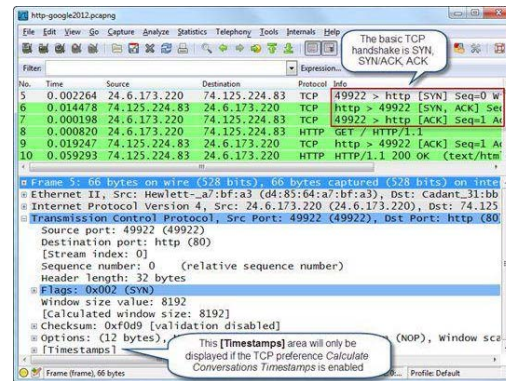 http-google2012.pcapng
File Edit View Go Capture Analyze Statistics Telephony Tools Internals Help
The basic TCP
handshake is SYN,
SYN/ACK, ACK
Filter: Expression...
No. Time Source Destination Protocol Info
5 0.002264 24.6.173.220 74.125.224.83 TCP 49922 > http [SYN] Seq=0 W
6 0.014478 74.125.224.83 24.6.173.220 TCP http > 49922 [SYN, ACK] Se
7 0.000198 24.6.173.220 74.125.224.83 TCP 49922 > http [ACK] Seq=1 A
8 0.000820 24.6.173.220 74.125.224.83 HTTP GET / HTTP/1.1
9 0.019247 74.125.224.83 24.6.173.220 TCP http > 49922 [ACK] Seq=1 A
10 0.059293 74.125.224.83 24.6.173.220 HTTP HTTP/1.1 200 OK (text/htm
Frame 5: 66 bytes on wire (528 bits), 66 bytes captured (528 bits) on inte
Ethernet II, Src: Hewlett-_a7:bf:a3 (d4:85:64:a7:bf:a3), Dst: Cadant_31:bb
Internet Protocol Version 4, Src: 24.6.173.220 (24.6.173.220), Dst: 74.125
Transmission Control Protocol, Src Port: 49922 (49922), Dst Port: http (80
Source port: 49922 (49922)
Destination port: http (80)
[Stream index: 0]
Sequence number: 0 (relative sequence number)
Header length: 32 bytes
Flags: 0x002 (SYN)
Window size value: 8192
[Calculated window size: 8192]
Checksum: 0xf0d9 [validation disabled]
Options: (12 bytes), (NOP), Window sca
[Timestamps]
This [Timestamps] area will only be
displayed if the TCP preference Calculate
Conversations Timestamps is enabled
Frame (frame), 66 bytes 0:... Profile: Default